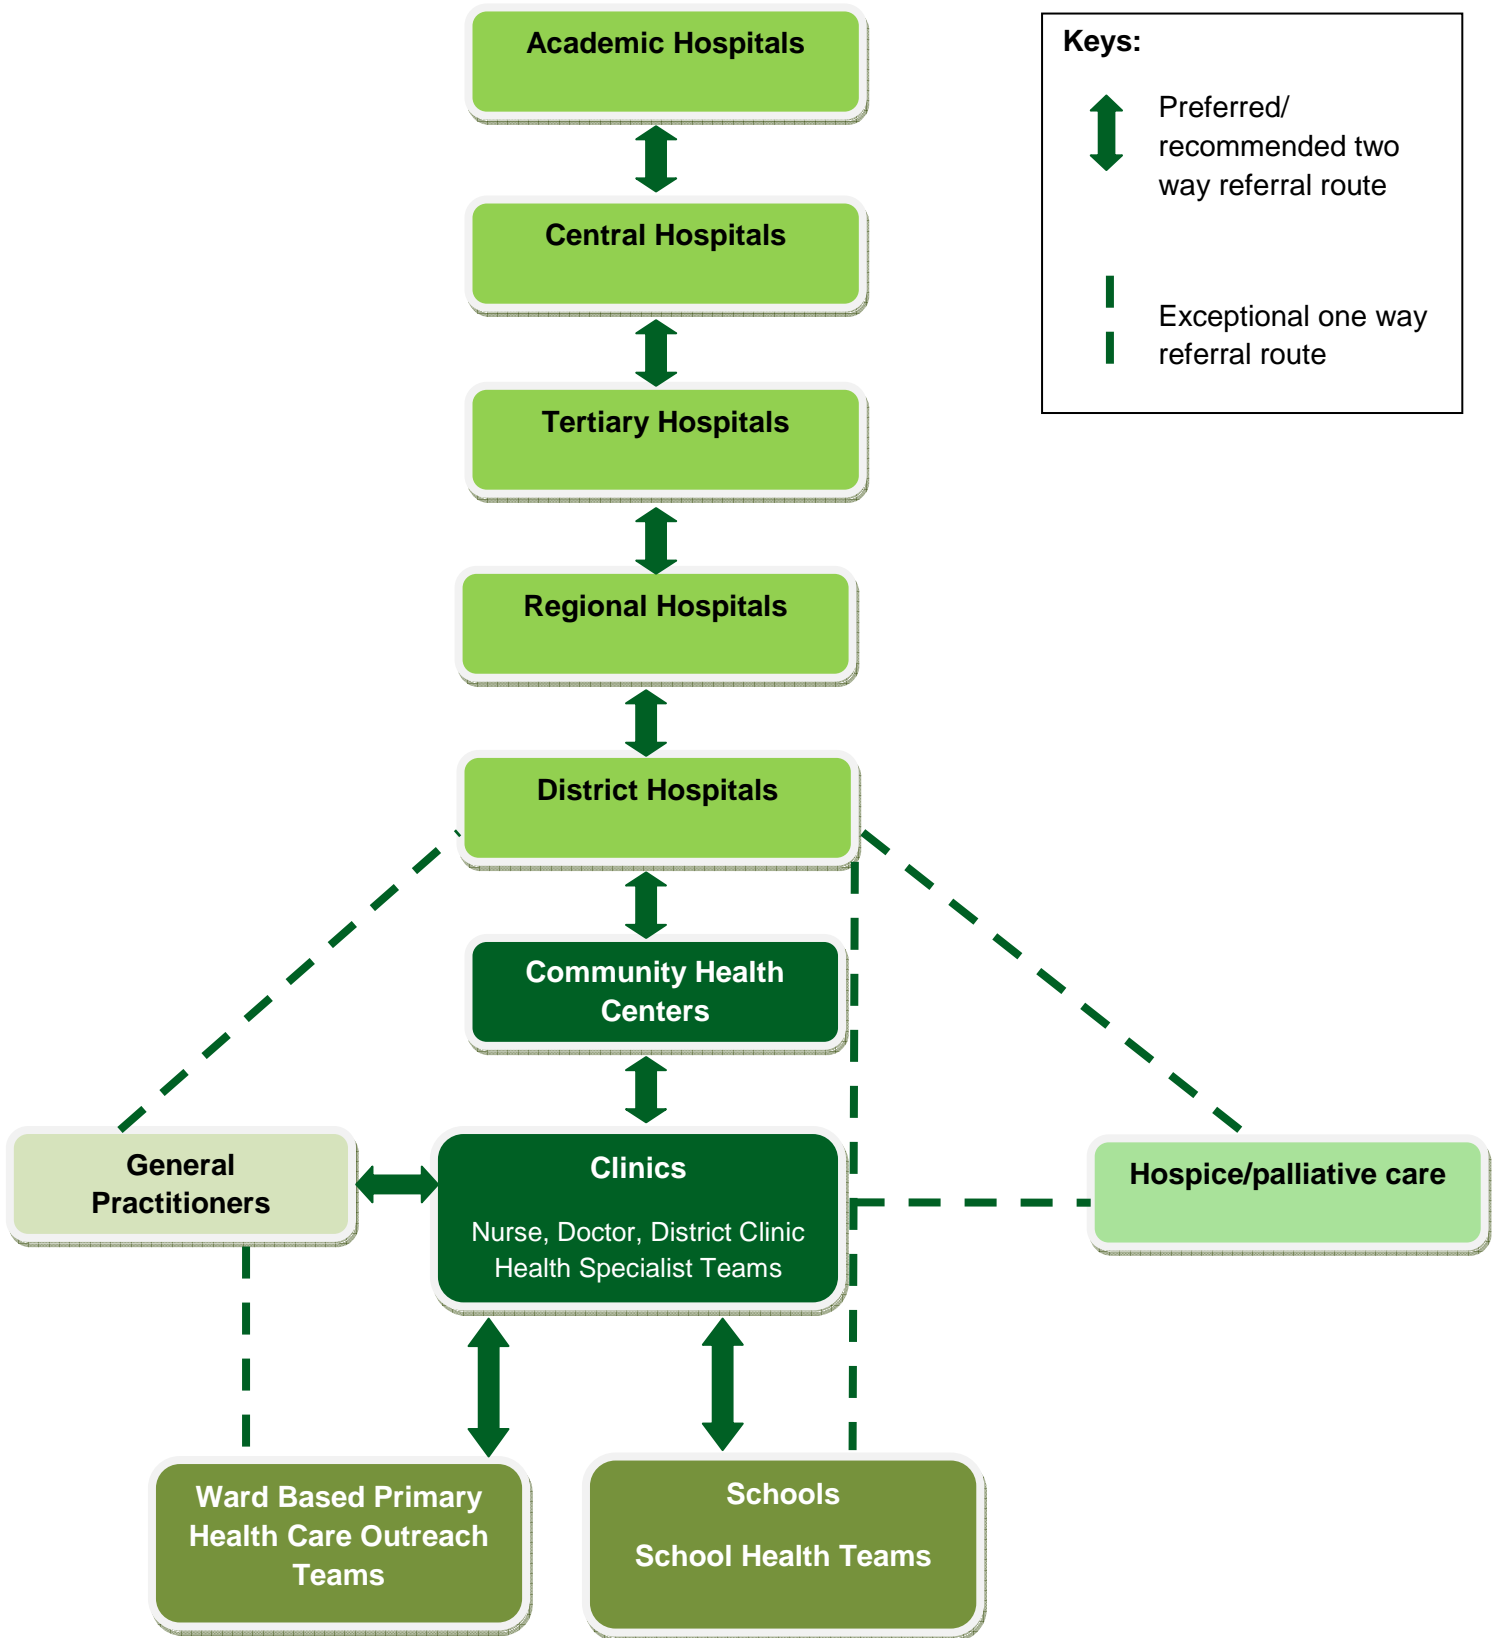 Academic Hospitals
Keys:
Preferred/
recommended two
way referral route
Central Hospitals
Exceptional one way
referral route
Tertiary Hospitals
Regional Hospitals
District Hospitals
Community Health
Centers
General
Practitioners
Clinics
Nurse, Doctor, District Clinic
Health Specialist Teams
Hospice/palliative care
Ward Based Primary
Health Care Outreach
Teams
Schools
School Health Teams